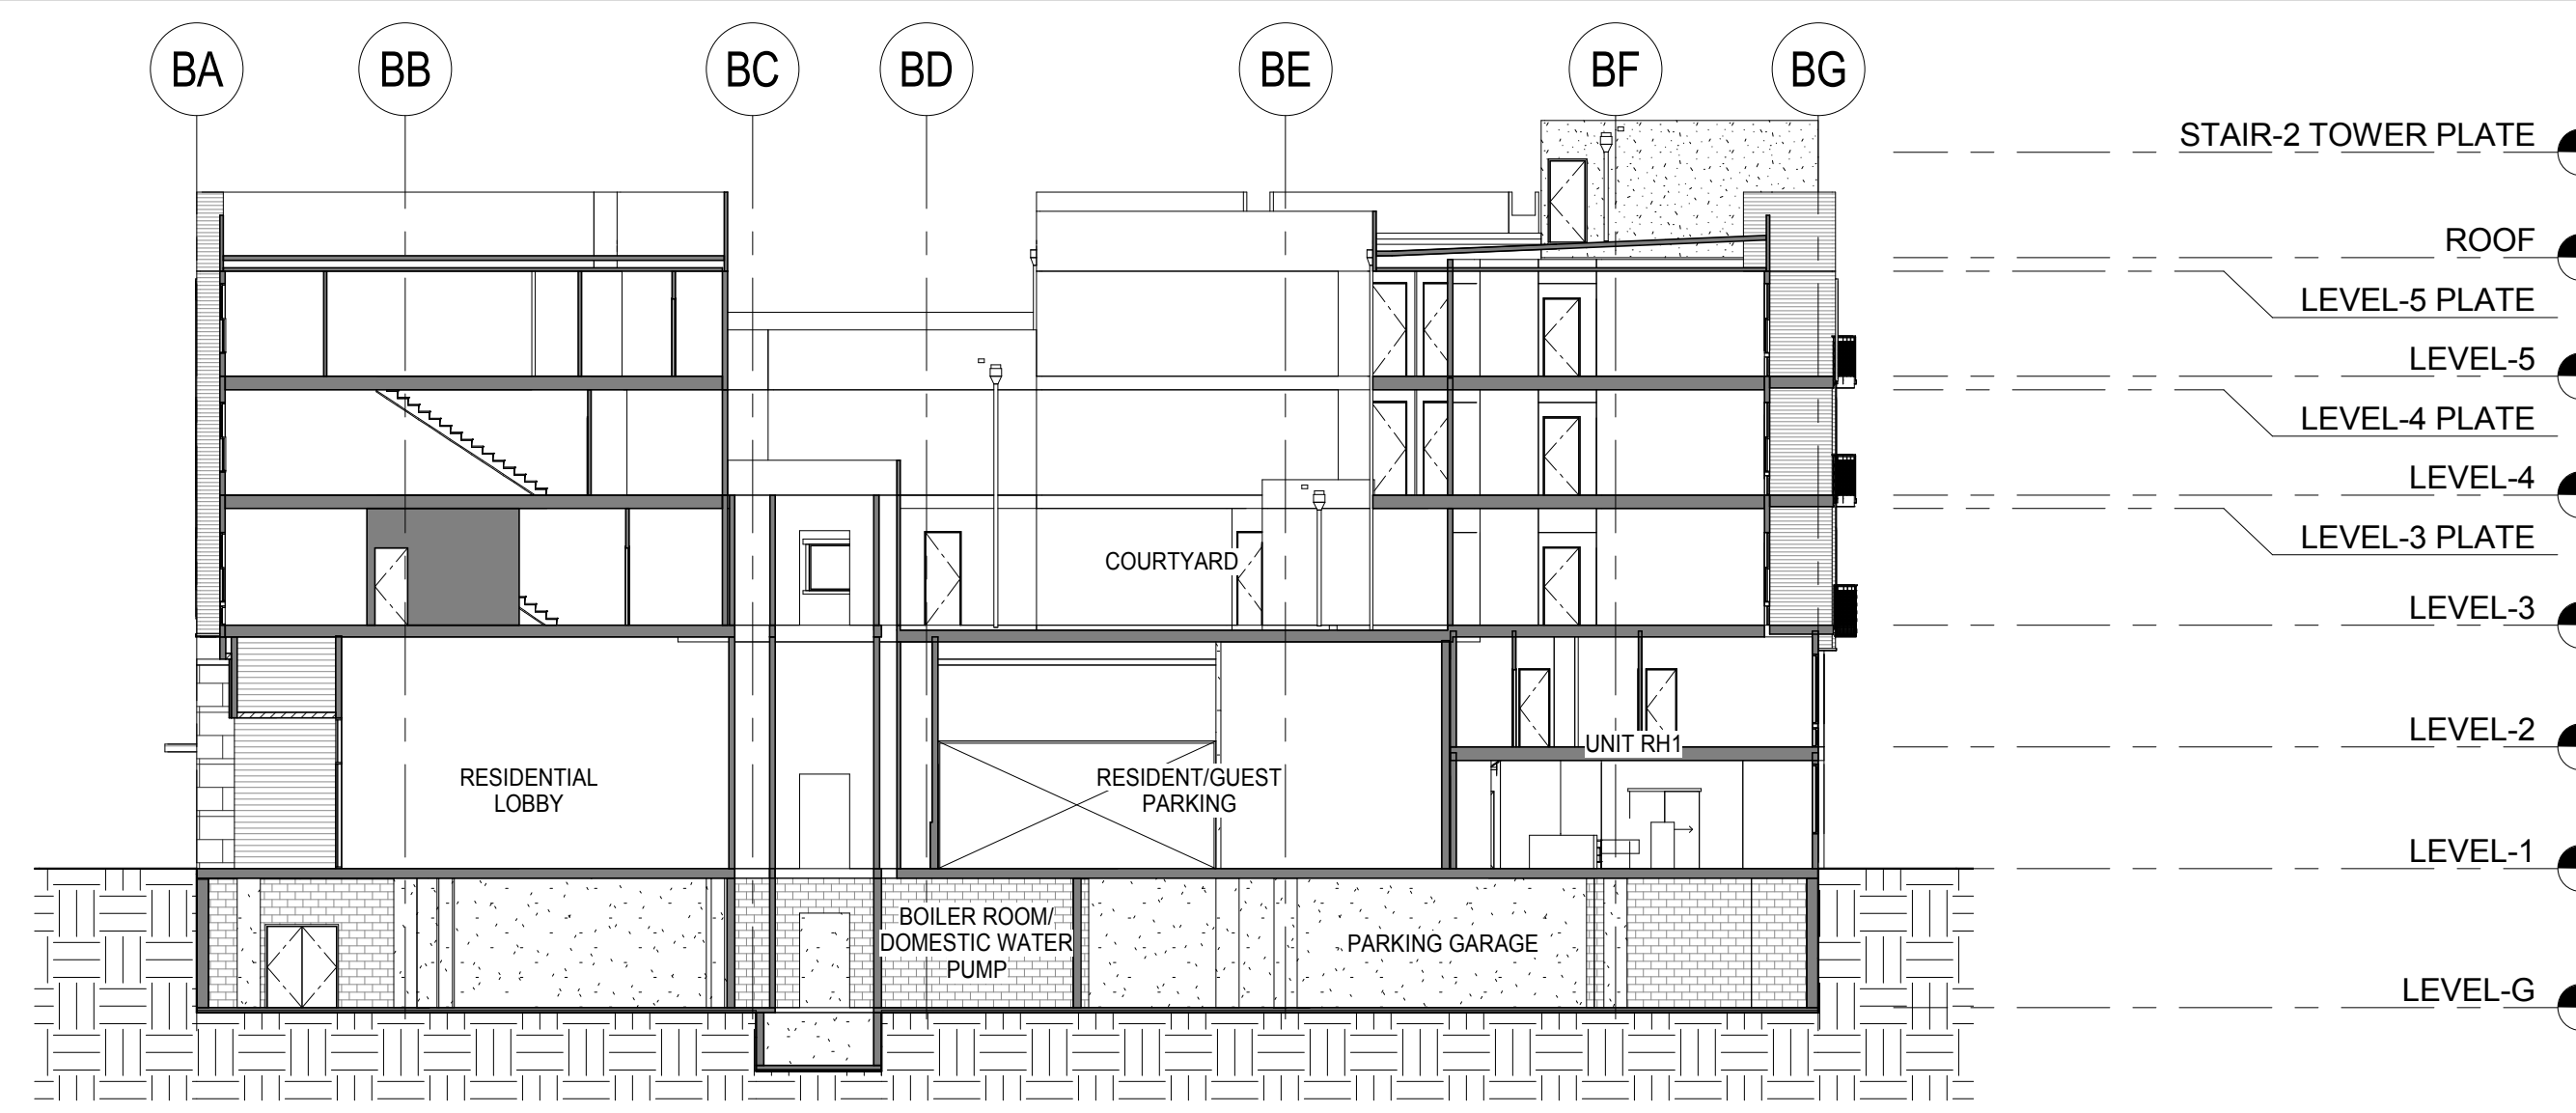 BA BB BC BD BE BF BG
STAIR-2 TOWER PLATE
ROOF
LEVEL-5 PLATE
LEVEL-5
LEVEL-4 PLATE
LEVEL-4
LEVEL-3 PLATE
LEVEL-3
LEVEL-2
LEVEL-1
LEVEL-G
COURTYARD
UNIT RH1
RESIDENTIAL
LOBBY
RESIDENT/GUEST
PARKING
BOILER ROOM/
DOMESTIC WATER
PUMP
PARKING GARAGE